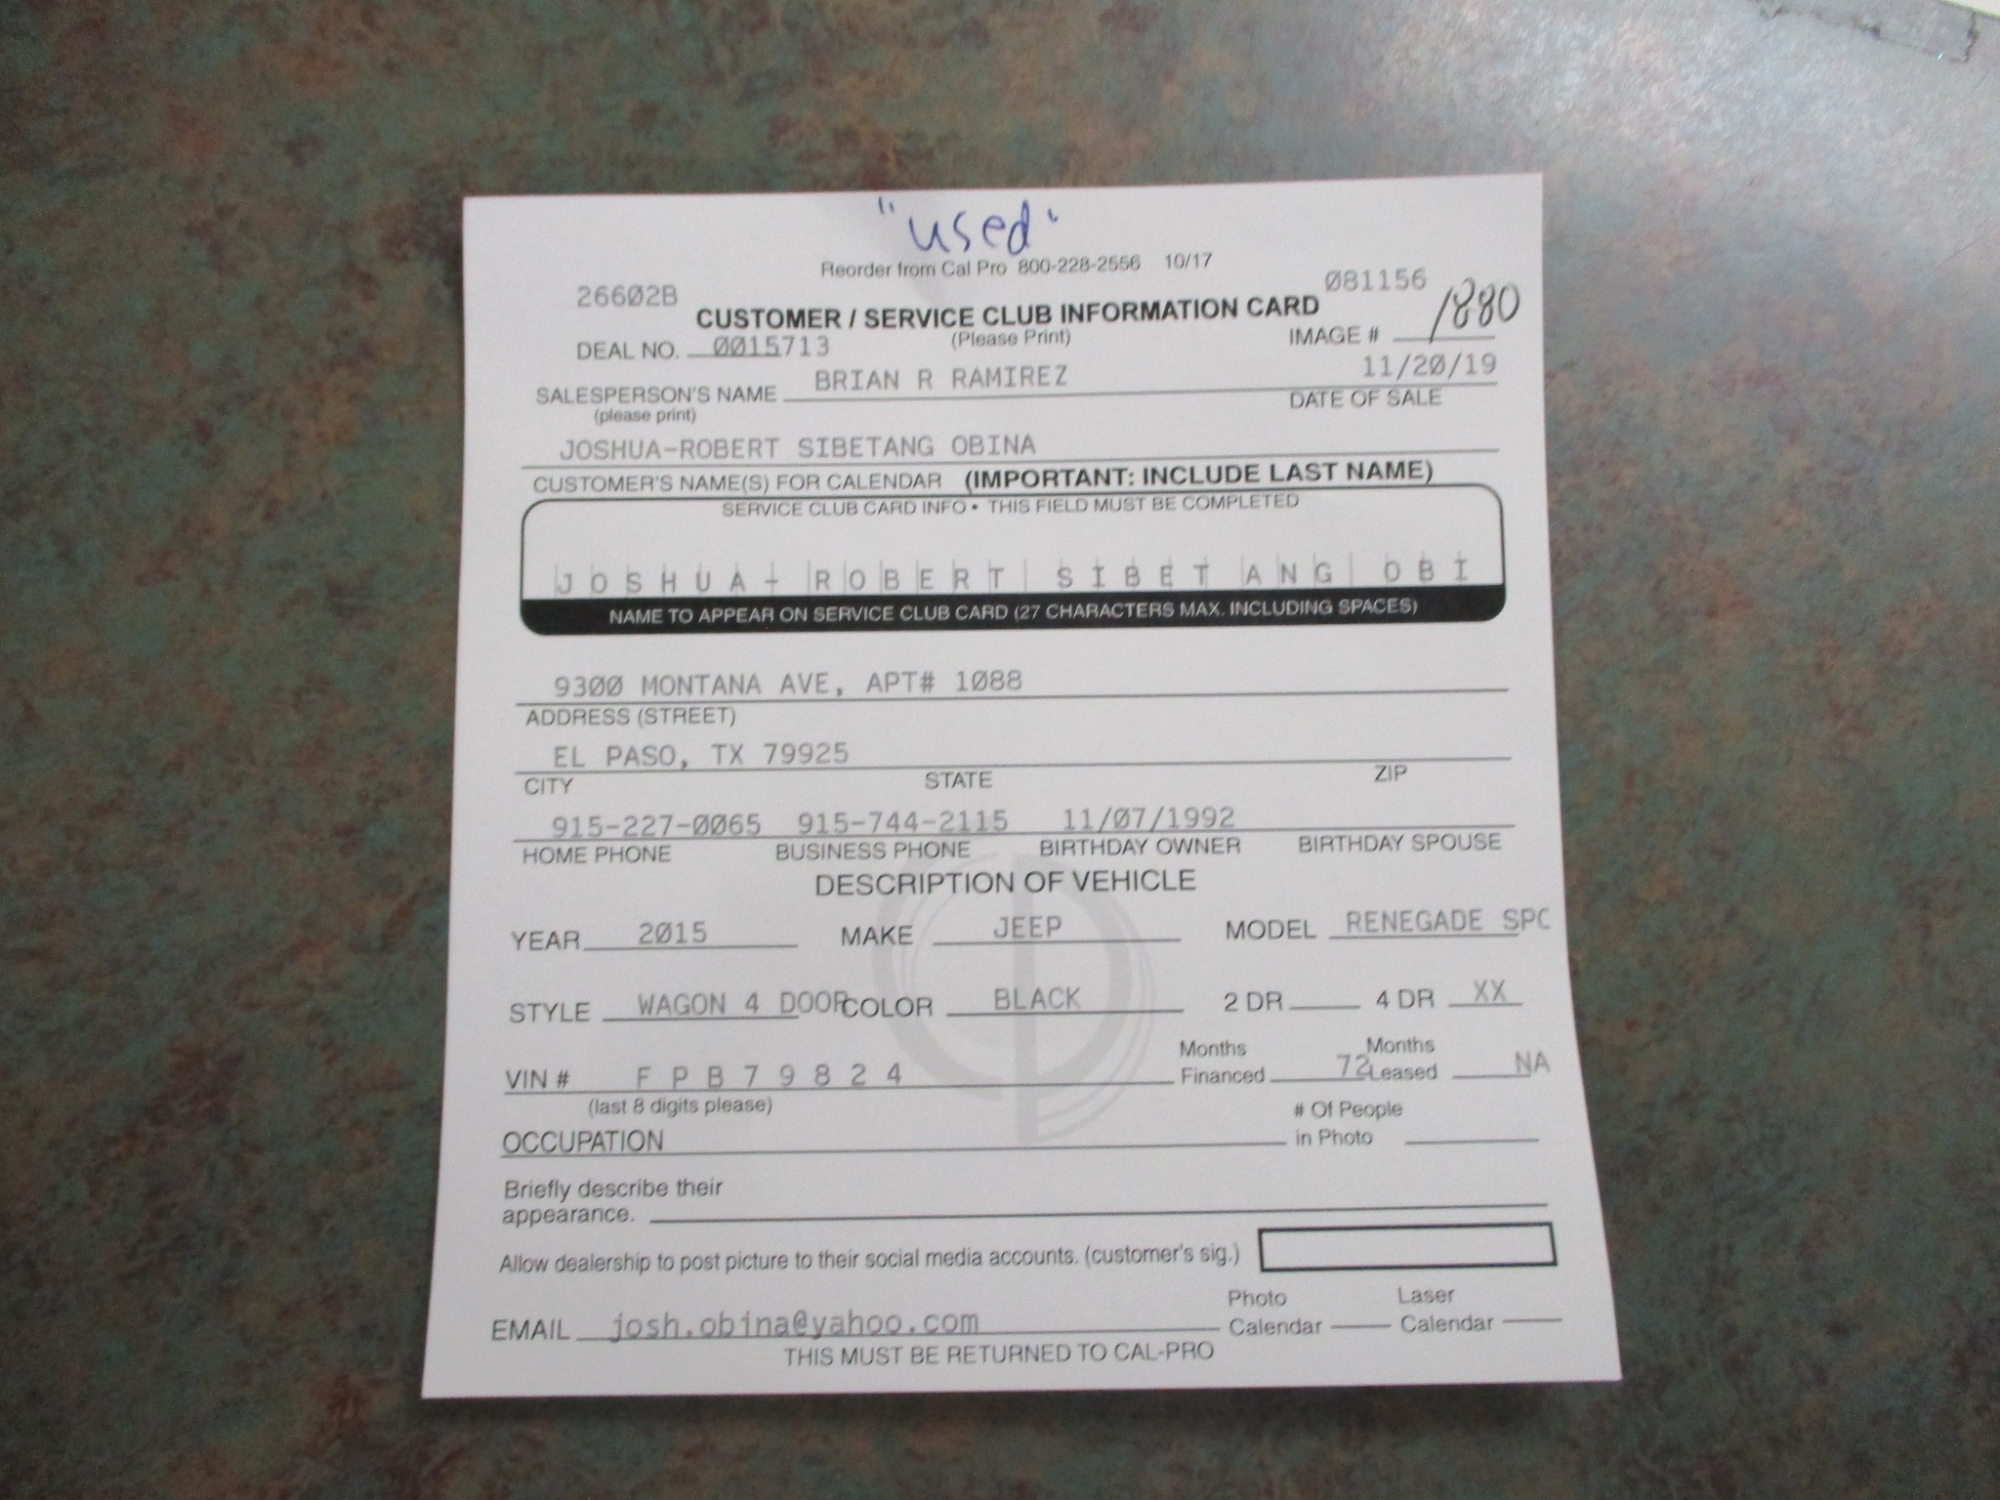 "used"
Reorder from Cal Pro 800-228-2556 10/17
26602B 081156
CUSTOMER / SERVICE CLUB INFORMATION CARD
(Please Print)
DEAL NO. 0015713 IMAGE # 1880
SALESPERSON'S NAME BRIAN R RAMIREZ 11/20/19
(please print) DATE OF SALE
JOSHUA-ROBERT SIBETANG OBINA
CUSTOMER'S NAME(S) FOR CALENDAR (IMPORTANT: INCLUDE LAST NAME)
SERVICE CLUB CARD INFO • THIS FIELD MUST BE COMPLETED
JOSHUA- ROBERT SIBETANG OBI
NAME TO APPEAR ON SERVICE CLUB CARD (27 CHARACTERS MAX. INCLUDING SPACES)
9300 MONTANA AVE, APT# 1088
ADDRESS (STREET)
EL PASO, TX 79925
CITY STATE ZIP
915-227-0065 915-744-2115 11/07/1992
HOME PHONE BUSINESS PHONE BIRTHDAY OWNER BIRTHDAY SPOUSE
DESCRIPTION OF VEHICLE
YEAR 2015 MAKE JEEP MODEL RENEGADE SPO
STYLE WAGON 4 DOOR COLOR BLACK 2 DR 4 DR XX
VIN # F P B 7 9 8 2 4 Months Financed 72 Months Leased NA
(last 8 digits please)
OCCUPATION # Of People in Photo
Briefly describe their
appearance.
Allow dealership to post picture to their social media accounts. (customer's sig.)
EMAIL josh.obina@yahoo.com Photo Calendar Laser Calendar
THIS MUST BE RETURNED TO CAL-PRO